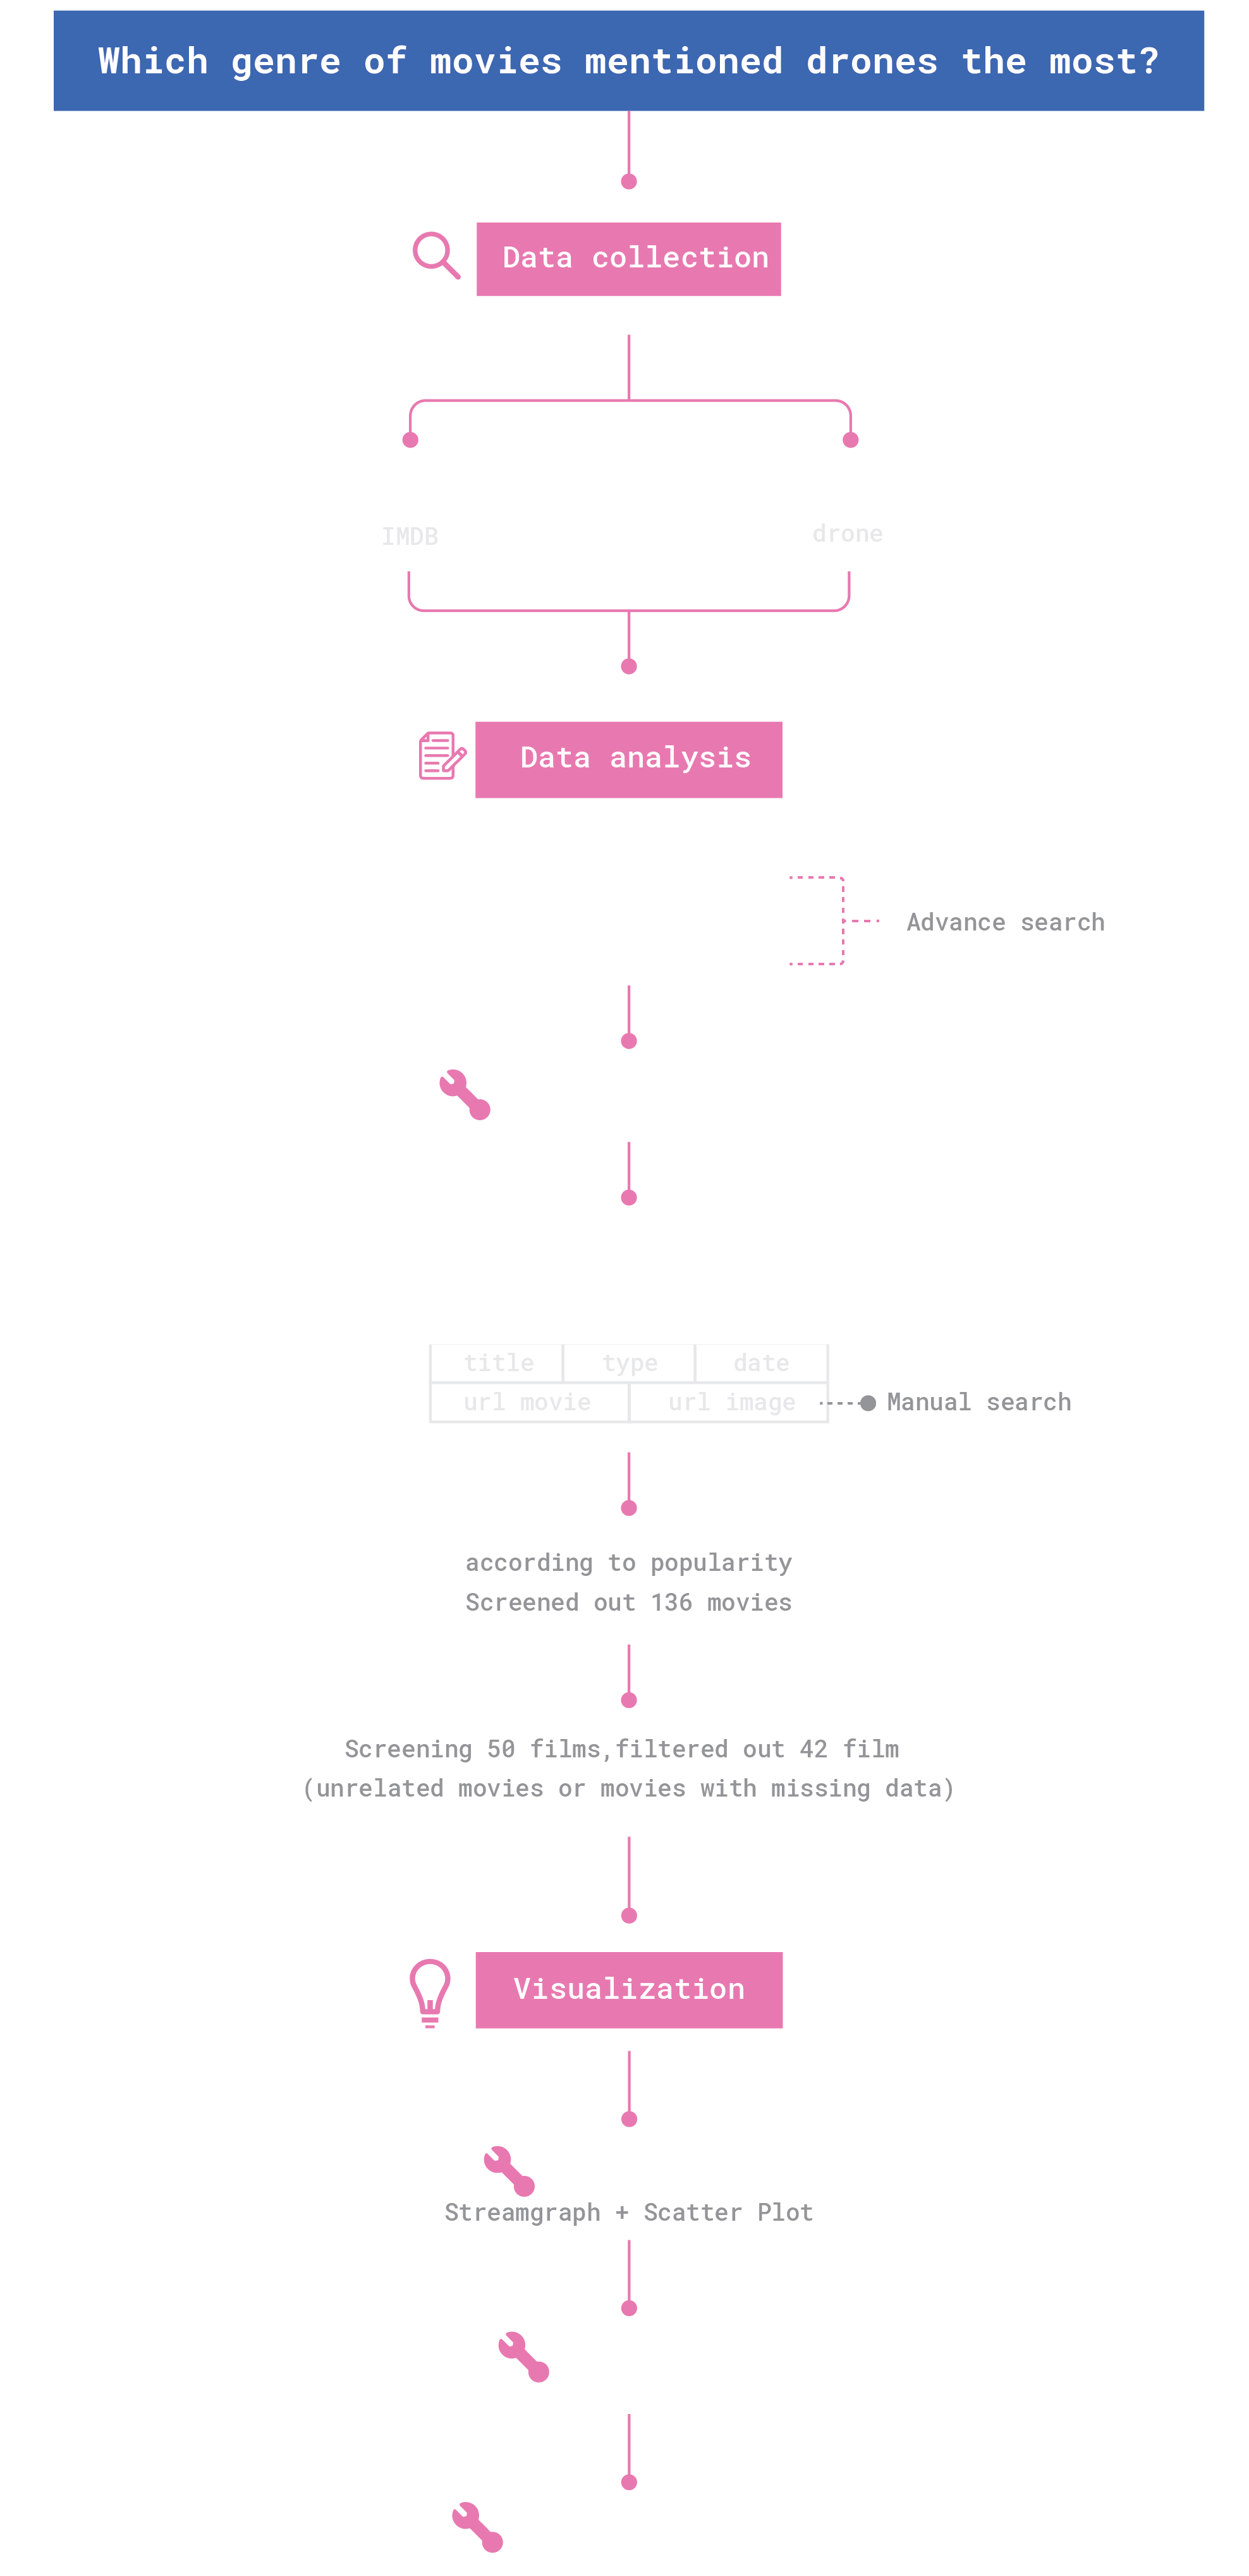 Which genre of movies mentioned drones the most?
Data collection
IMDB
drone
Data analysis
Advance search
title type date
url movie url image
Manual search
according to popularity
Screened out 136 movies
Screening 50 films,filtered out 42 film
(unrelated movies or movies with missing data)
Visualization
Streamgraph + Scatter Plot